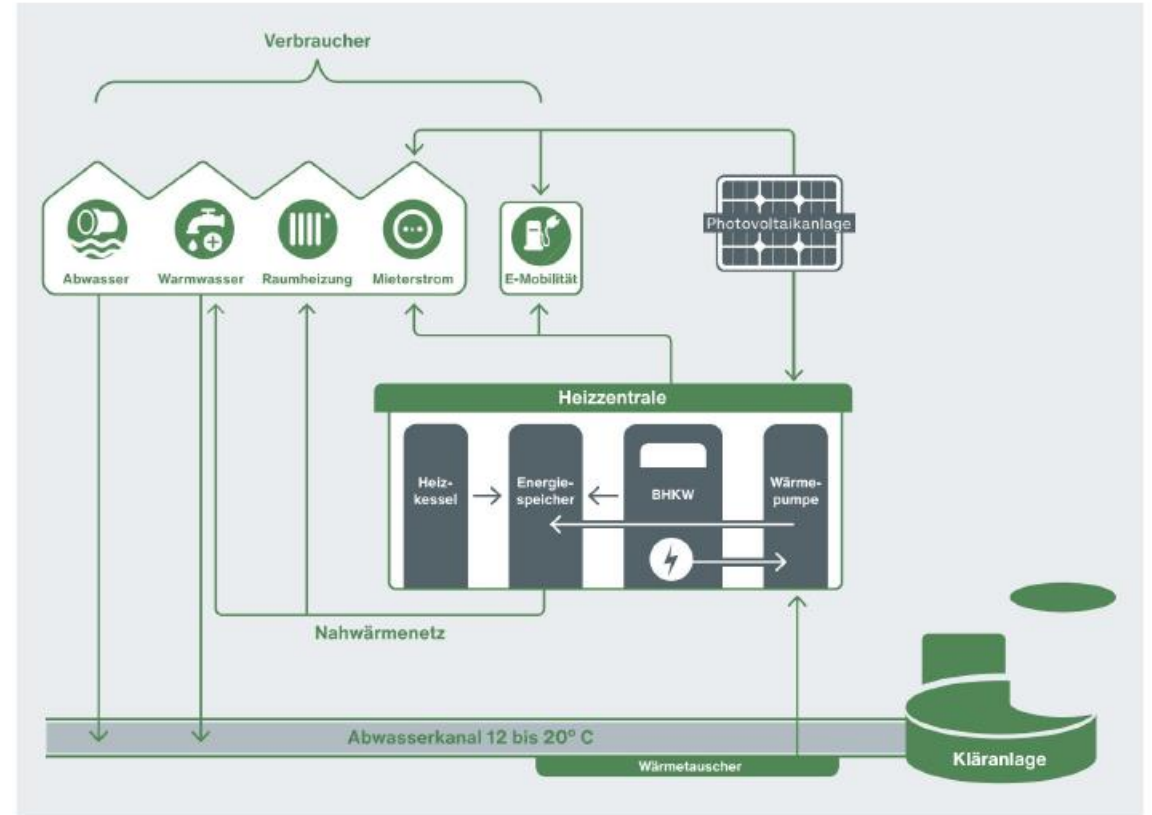 Verbraucher
Photovoltaikanlage
Abwasser
Warmwasser
Raumheizung
Mieterstrom
E-Mobilität
Heizzentrale
Heiz-
kessel
Energie-
speicher
BHKW
Wärme-
pumpe
Nahwärmenetz
Abwasserkanal 12 bis 20° C
Wärmetauscher
Kläranlage